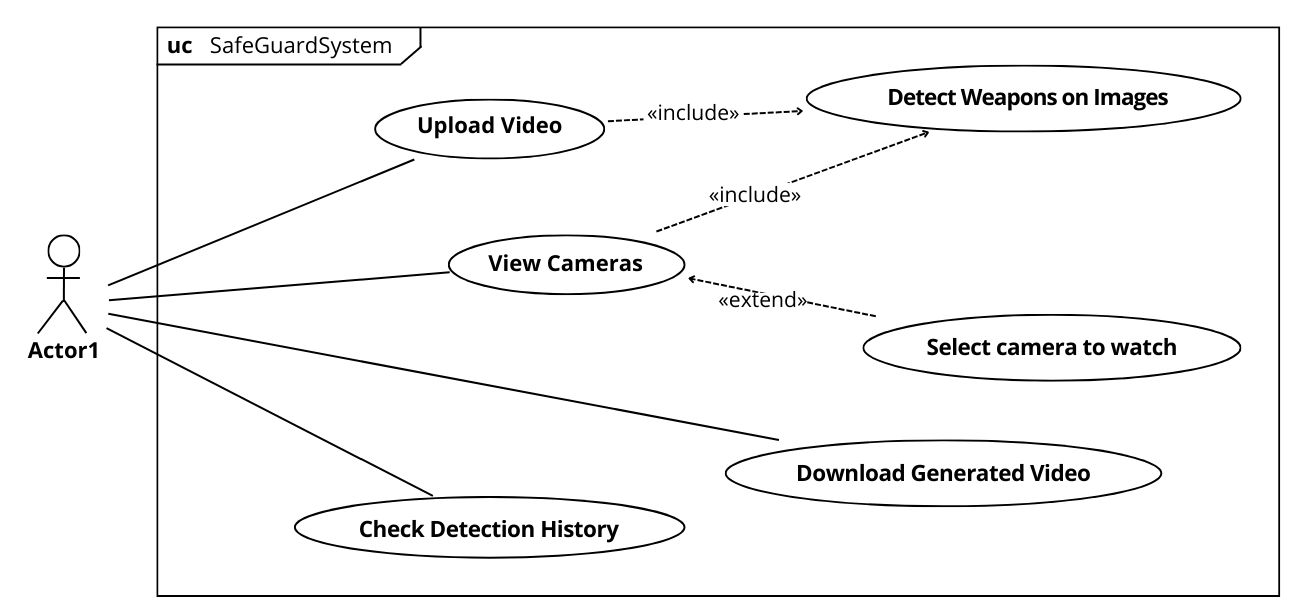 uc SafeGuardSystem
Upload Video
«include»
Detect Weapons on Images
«include»
View Cameras
«extend»
Select camera to watch
Actor1
Download Generated Video
Check Detection History